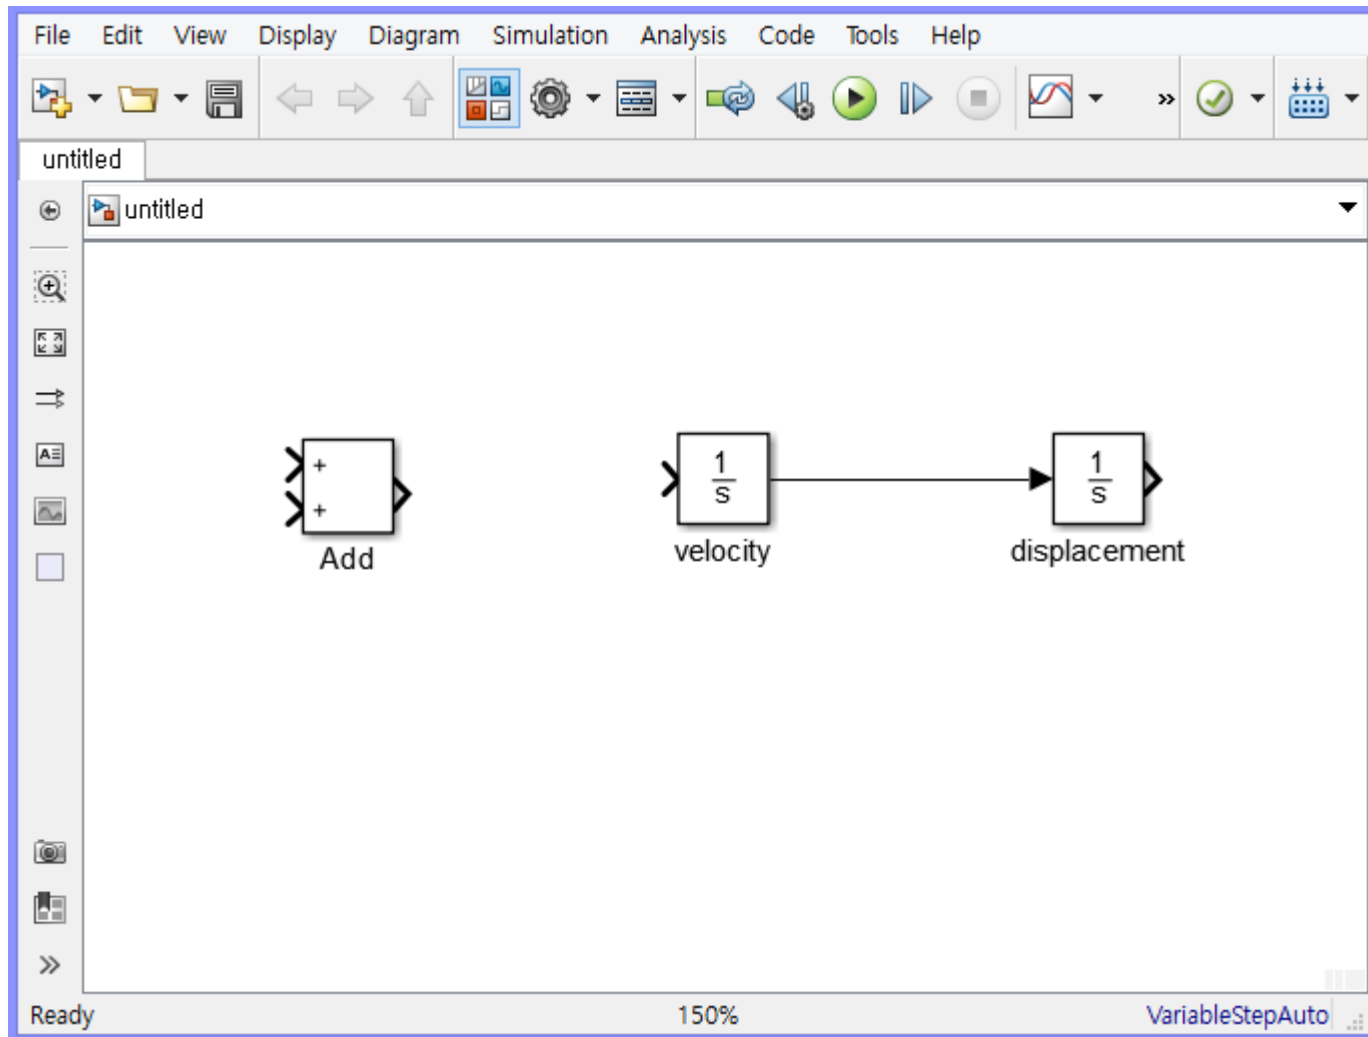 File Edit View Display Diagram Simulation Analysis Code Tools Help
»
untitled
untitled
+
+
Add
1
s
velocity
1
s
displacement
Ready 150% VariableStepAuto